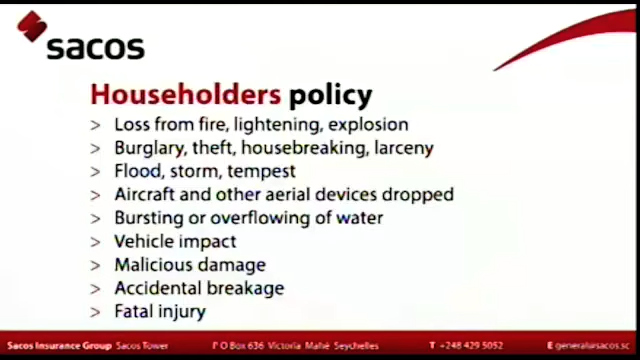 sacos
Householders policy
> Loss from fire, lightening, explosion
> Burglary, theft, housebreaking, larceny
> Flood, storm, tempest
> Aircraft and other aerial devices dropped
> Bursting or overflowing of water
> Vehicle impact
> Malicious damage
> Accidental breakage
> Fatal injury
Sacos Insurance Group Sacos Tower P O Box 636 Victoria Mahé Seychelles T +248 429 5052 E general@sacos.sc